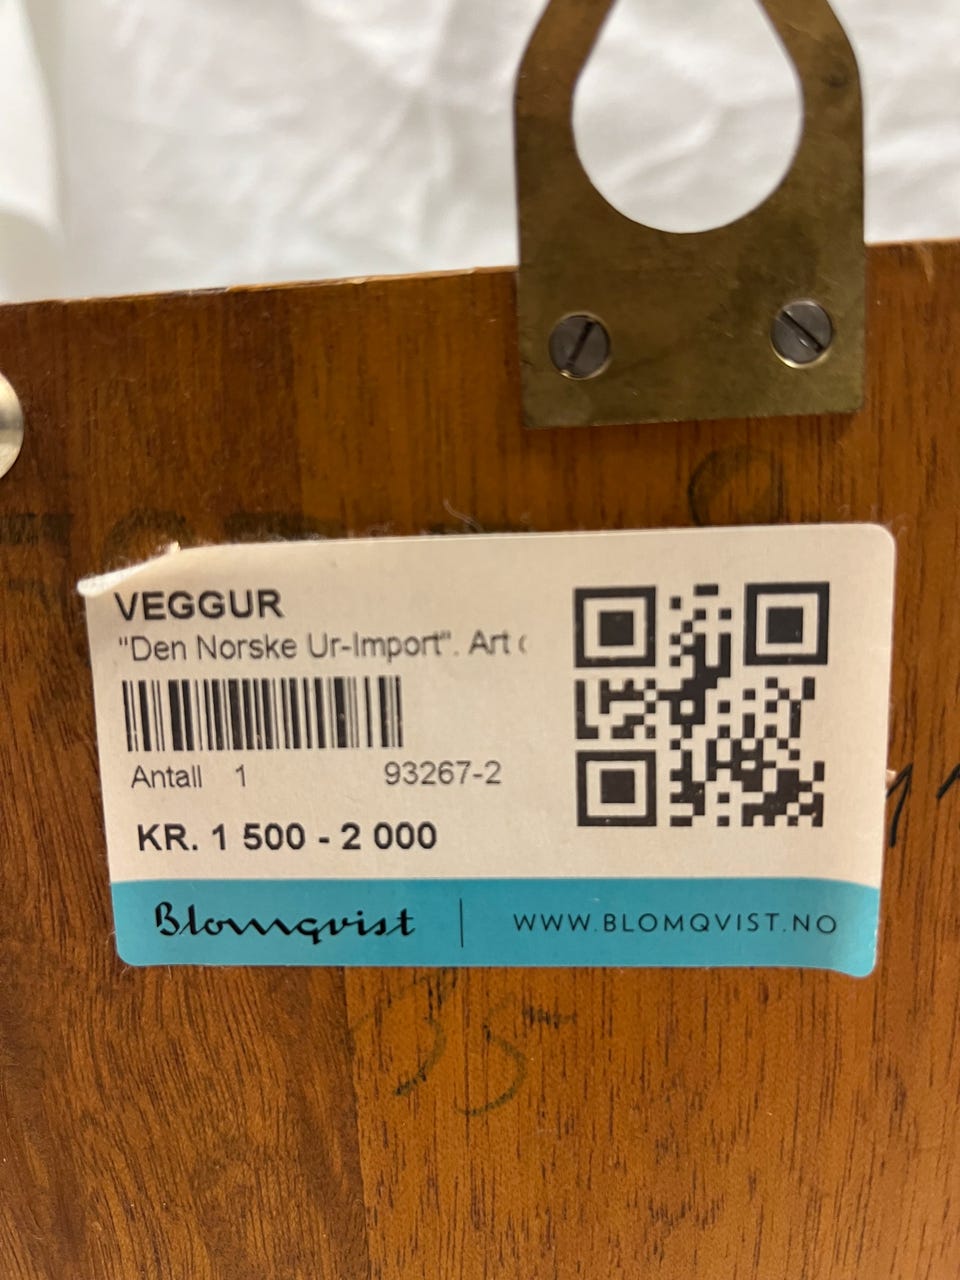 VEGGUR
"Den Norske Ur-Import". Art
Antall 1 93267-2
KR. 1 500 - 2 000
Blomqvist | WWW.BLOMQVIST.NO
35